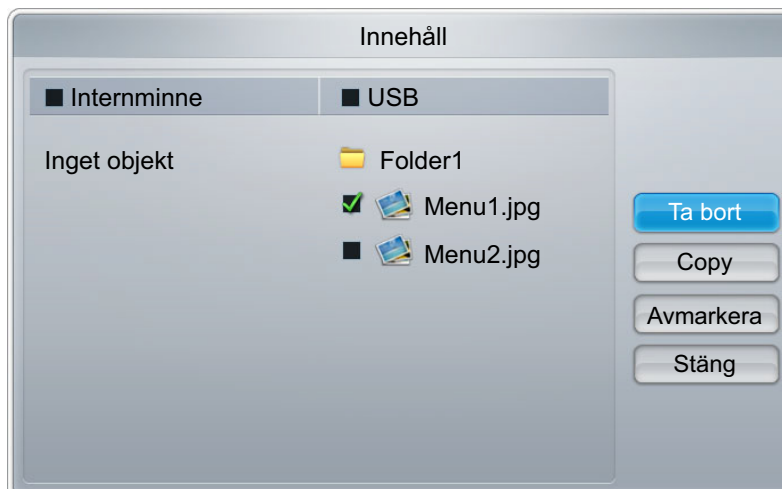 Innehåll
Internminne USB
Inget objekt Folder1
Menu1.jpg Ta bort
Menu2.jpg Copy
Avmarkera
Stäng